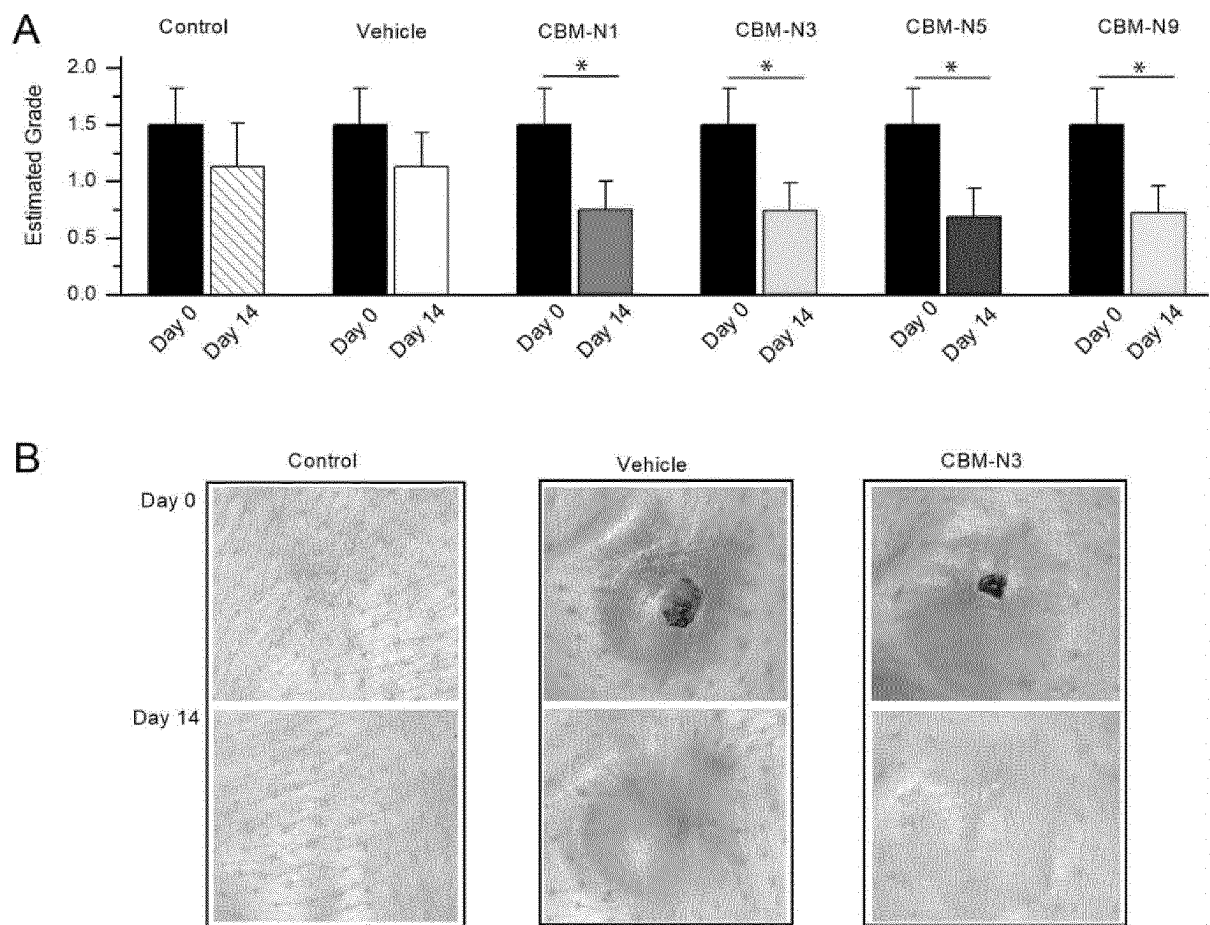 A
Control Vehicle CBM-N1 CBM-N3 CBM-N5 CBM-N9
* * * *
Estimated Grade
2.0
1.5
1.0
0.5
0.0
Day 0 Day 14 Day 0 Day 14 Day 0 Day 14 Day 0 Day 14 Day 0 Day 14 Day 0 Day 14
B
Control Vehicle CBM-N3
Day 0
Day 14